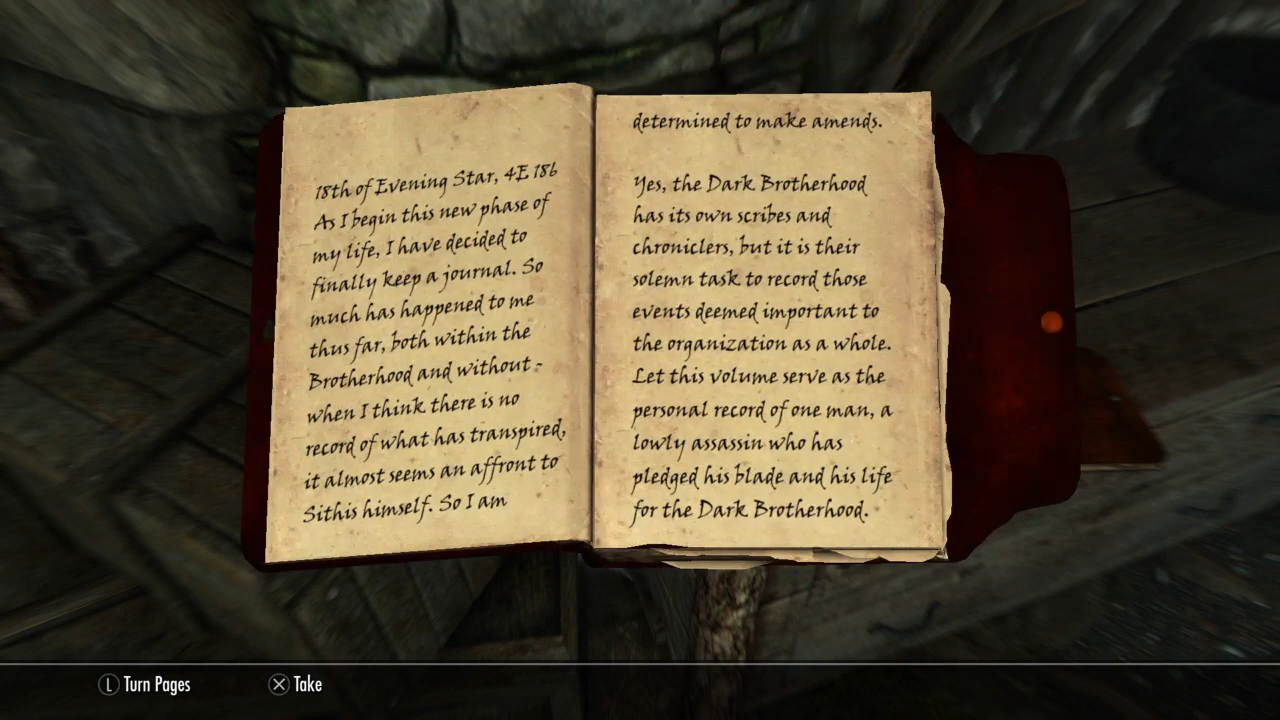 18th of Evening Star, 4E 186
As I begin this new phase of
my life, I have decided to
finally keep a journal. So
much has happened to me
thus far, both within the
Brotherhood and without -
when I think there is no
record of what has transpired,
it almost seems an affront to
Sithis himself. So I am
determined to make amends.
Yes, the Dark Brotherhood
has its own scribes and
chroniclers, but it is their
solemn task to record those
events deemed important to
the organization as a whole.
Let this volume serve as the
personal record of one man, a
lowly assassin who has
pledged his blade and his life
for the Dark Brotherhood.
L Turn Pages
X Take